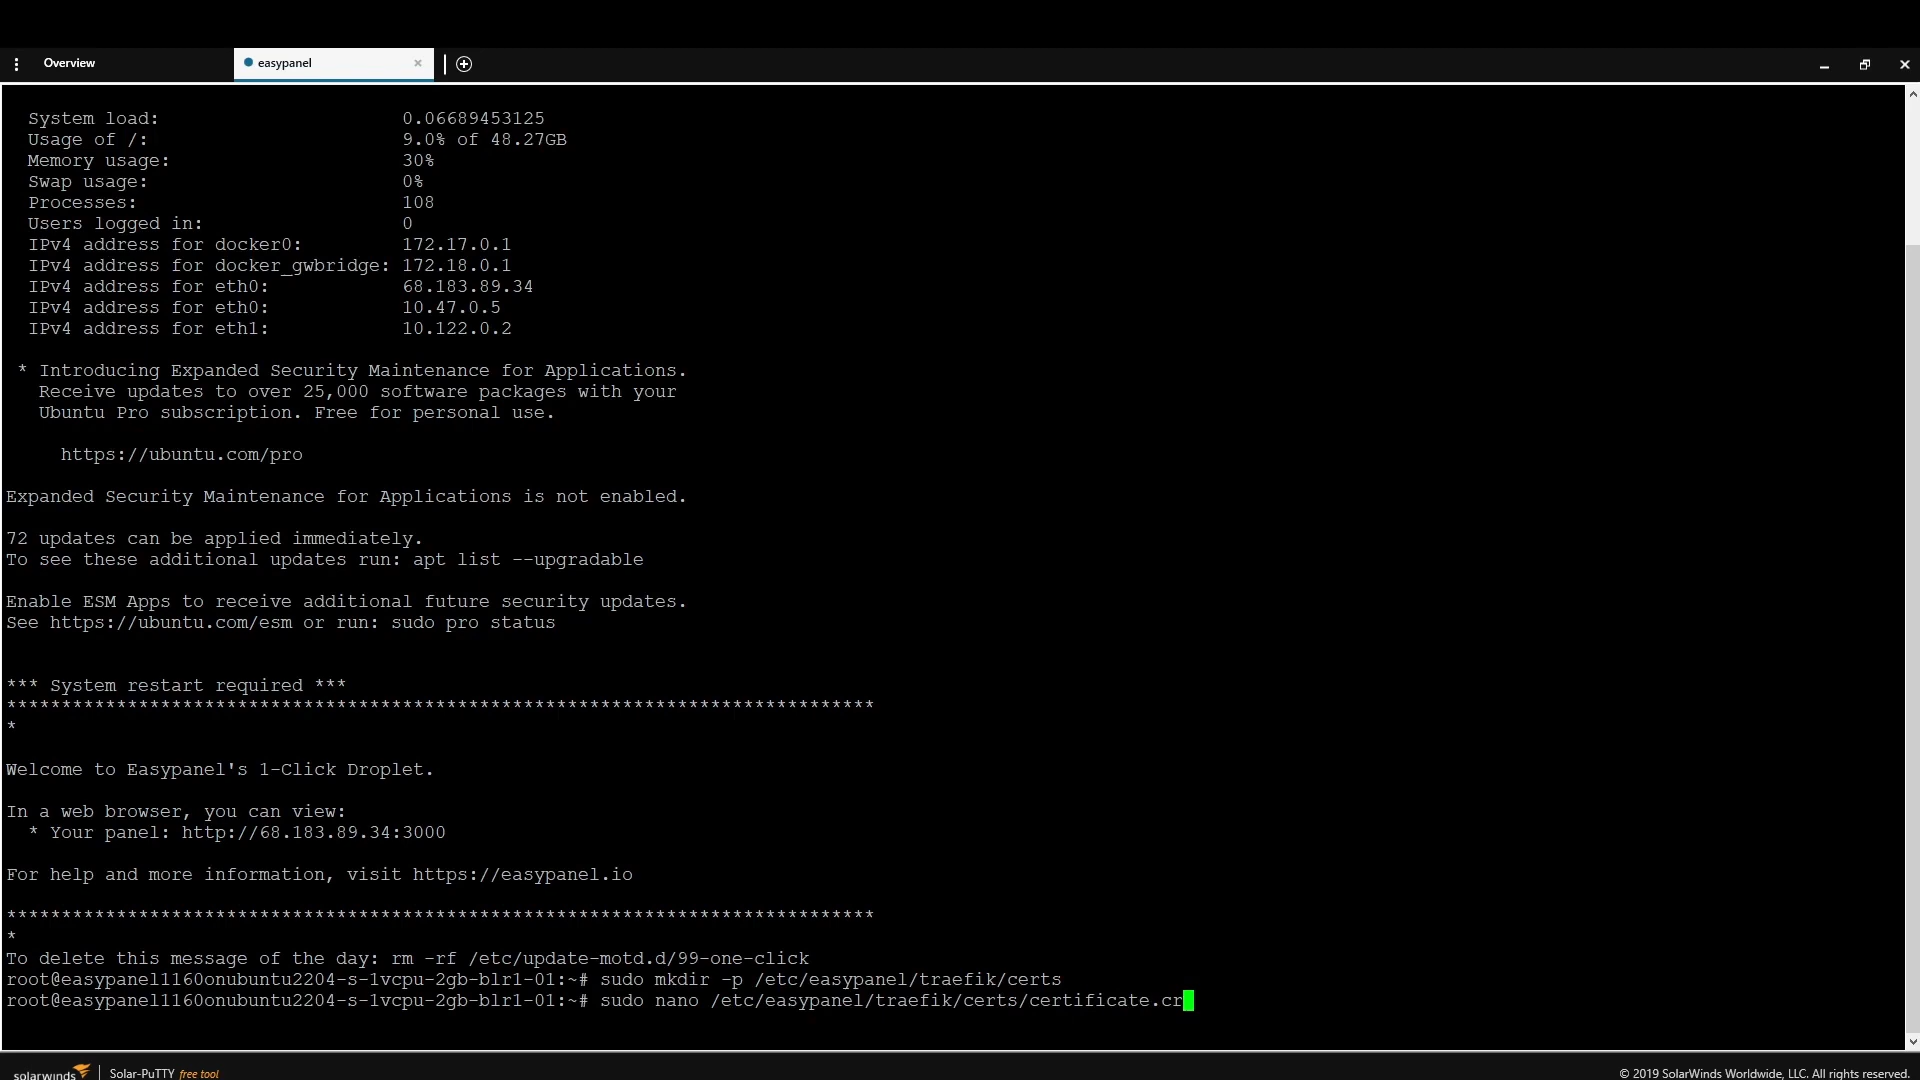 Overview
easypanel
System load: 0.06689453125
Usage of /: 9.0% of 48.27GB
Memory usage: 30%
Swap usage: 0%
Processes: 108
Users logged in: 0
IPv4 address for docker0: 172.17.0.1
IPv4 address for docker_gwbridge: 172.18.0.1
IPv4 address for eth0: 68.183.89.34
IPv4 address for eth0: 10.47.0.5
IPv4 address for eth1: 10.122.0.2
* Introducing Expanded Security Maintenance for Applications.
Receive updates to over 25,000 software packages with your
Ubuntu Pro subscription. Free for personal use.
https://ubuntu.com/pro
Expanded Security Maintenance for Applications is not enabled.
72 updates can be applied immediately.
To see these additional updates run: apt list --upgradable
Enable ESM Apps to receive additional future security updates.
See https://ubuntu.com/esm or run: sudo pro status
*** System restart required ***
*******************************************************************************
*
Welcome to Easypanel's 1-Click Droplet.
In a web browser, you can view:
* Your panel: http://68.183.89.34:3000
For help and more information, visit https://easypanel.io
*******************************************************************************
*
To delete this message of the day: rm -rf /etc/update-motd.d/99-one-click
root@easypanel1160onubuntu2204-s-1vcpu-2gb-blr1-01:~# sudo mkdir -p /etc/easypanel/traefik/certs
root@easypanel1160onubuntu2204-s-1vcpu-2gb-blr1-01:~# sudo nano /etc/easypanel/traefik/certs/certificate.cr
solarwinds | Solar-PuTTY free tool
© 2019 SolarWinds Worldwide, LLC. All rights reserved.